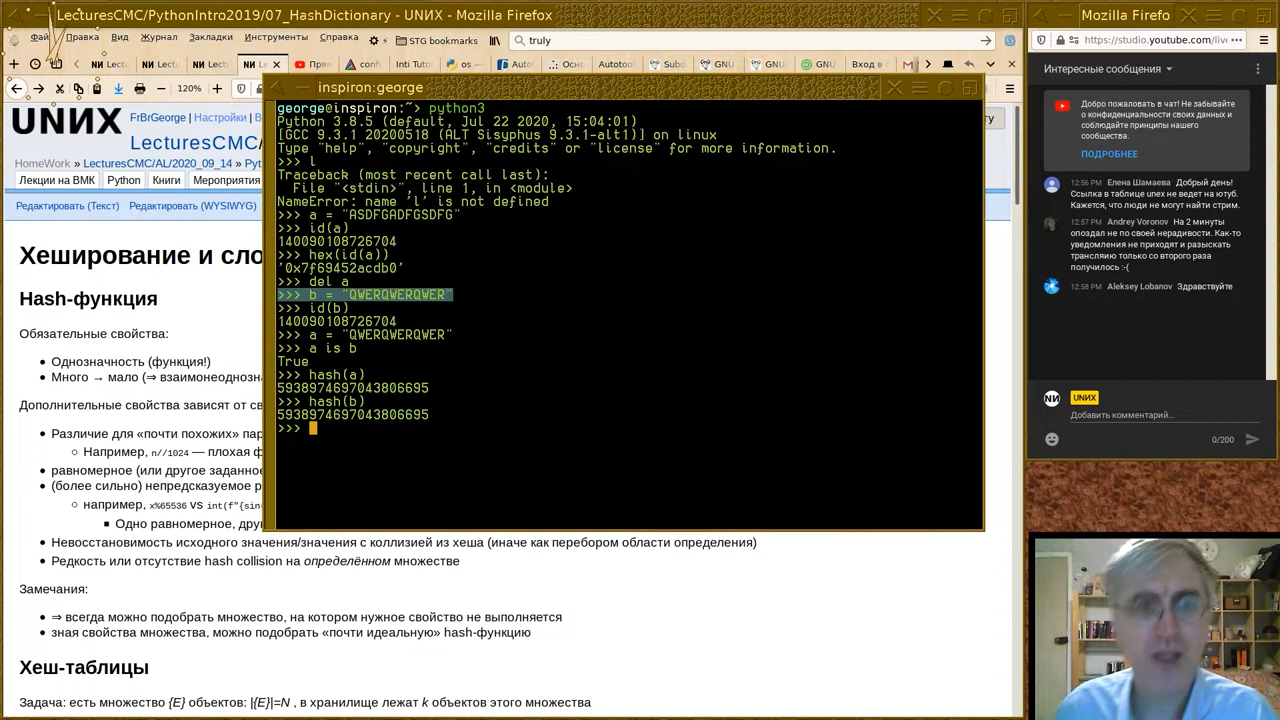 LecturesCMC/PythonIntro2019/07_HashDictionary - UNИX - Mozilla Firefox
Файл Правка Вид Журнал Закладки Инструменты Справка
STG bookmarks
truly
120%
UNИX
FrBrGeorge | Настройки |
LecturesCMC/
HomeWork » LecturesCMC/AL/2020_09_14 » Pyt
Лекции на ВМК Python Книги Мероприятия
Редактировать (Текст) Редактировать (WYSIWYG)
Хеширование и сло
Hash-функция
Обязательные свойства:
Однозначность (функция!)
Много → мало (⇒ взаимонеодноз
Дополнительные свойства зависят от св
Различие для «почти похожих» пар
Например, n//1024 — плохая ф
равномерное (или другое заданное
(более сильно) непредсказуемое р
например, x%65536 vs int(f"{sin
Одно равномерное, дру
Невосстановимость исходного значения/значения с коллизией из хеша (иначе как перебором области определения)
Редкость или отсутствие hash collision на определённом множестве
Замечания:
⇒ всегда можно подобрать множество, на котором нужное свойство не выполняется
зная свойства множества, можно подобрать «почти идеальную» hash-функцию
Хеш-таблицы
Задача: есть множество {E} объектов: |{E}|=N , в хранилище лежат k объектов этого множества
inspiron:george
george@inspiron:~> python3
Python 3.8.5 (default, Jul 22 2020, 15:04:01)
[GCC 9.3.1 20200518 (ALT Sisyphus 9.3.1-alt1)] on linux
Type "help", "copyright", "credits" or "license" for more information.
>>> l
Traceback (most recent call last):
File "<stdin>", line 1, in <module>
NameError: name 'l' is not defined
>>> a = "ASDFGADFGSDFG"
>>> id(a)
140090108726704
>>> hex(id(a))
'0x7f69452acdb0'
>>> del a
>>> b = "QWERQWERQWER"
>>> id(b)
140090108726704
>>> a = "QWERQWERQWER"
>>> a is b
True
>>> hash(a)
5938974697043806695
>>> hash(b)
5938974697043806695
>>>
Mozilla Firefo
https://studio.youtube.com/live
Интересные сообщения
Добро пожаловать в чат! Не забывайте
о конфиденциальности своих данных и
соблюдайте принципы нашего
сообщества.
ПОДРОБНЕЕ
12:56 PM Елена Шамаева Добрый день!
Ссылка в таблице unex не ведет на ютуб.
Кажется, что люди не могут найти стрим.
12:57 PM Andrey Voronov На 2 минуты
опоздал не по своей нерадивости. Как-то
уведомления не приходят и разыскать
трансляцию только со второго раза
получилось :-(
12:58 PM Aleksey Lobanov Здравствуйте
UNИX
Добавить комментарий...
0/200